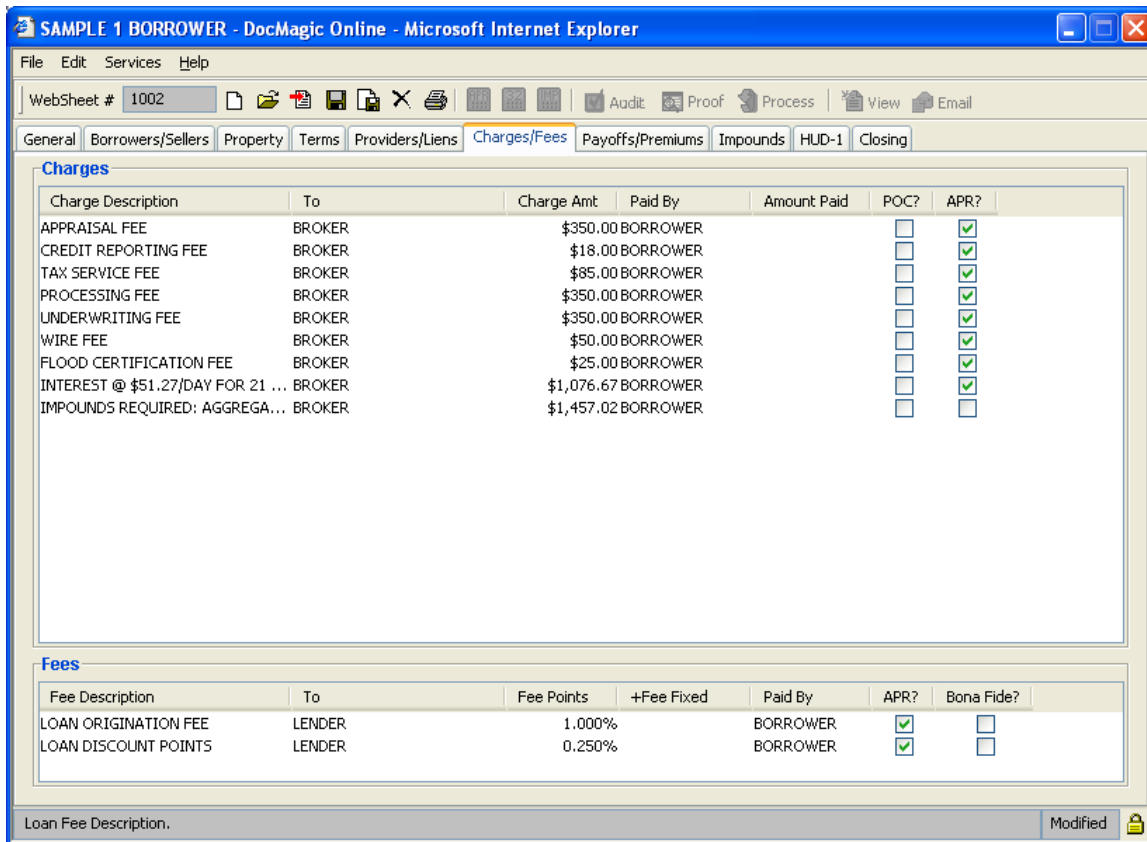 SAMPLE 1 BORROWER - DocMagic Online - Microsoft Internet Explorer
File Edit Services Help
WebSheet # 1002 Audit Proof Process View Email
General Borrowers/Sellers Property Terms Providers/Liens Charges/Fees Payoffs/Premiums Impounds HUD-1 Closing
Charges
Charge Description To Charge Amt Paid By Amount Paid POC? APR?
APPRAISAL FEE BROKER $350.00 BORROWER
CREDIT REPORTING FEE BROKER $18.00 BORROWER
TAX SERVICE FEE BROKER $85.00 BORROWER
PROCESSING FEE BROKER $350.00 BORROWER
UNDERWRITING FEE BROKER $350.00 BORROWER
WIRE FEE BROKER $50.00 BORROWER
FLOOD CERTIFICATION FEE BROKER $25.00 BORROWER
INTEREST @ $51.27/DAY FOR 21 ... BROKER $1,076.67 BORROWER
IMPOUNDS REQUIRED: AGGREGA... BROKER $1,457.02 BORROWER
Fees
Fee Description To Fee Points +Fee Fixed Paid By APR? Bona Fide?
LOAN ORIGINATION FEE LENDER 1.000% BORROWER
LOAN DISCOUNT POINTS LENDER 0.250% BORROWER
Loan Fee Description. Modified